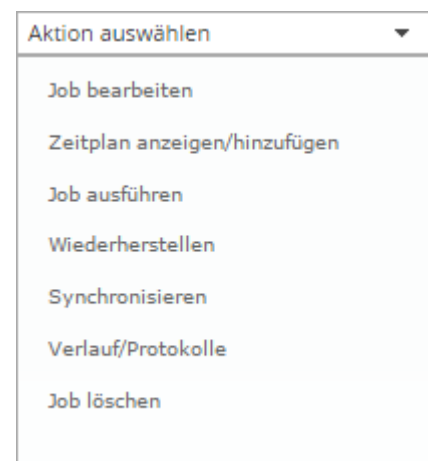 Aktion auswählen
Job bearbeiten
Zeitplan anzeigen/hinzufügen
Job ausführen
Wiederherstellen
Synchronisieren
Verlauf/Protokolle
Job löschen